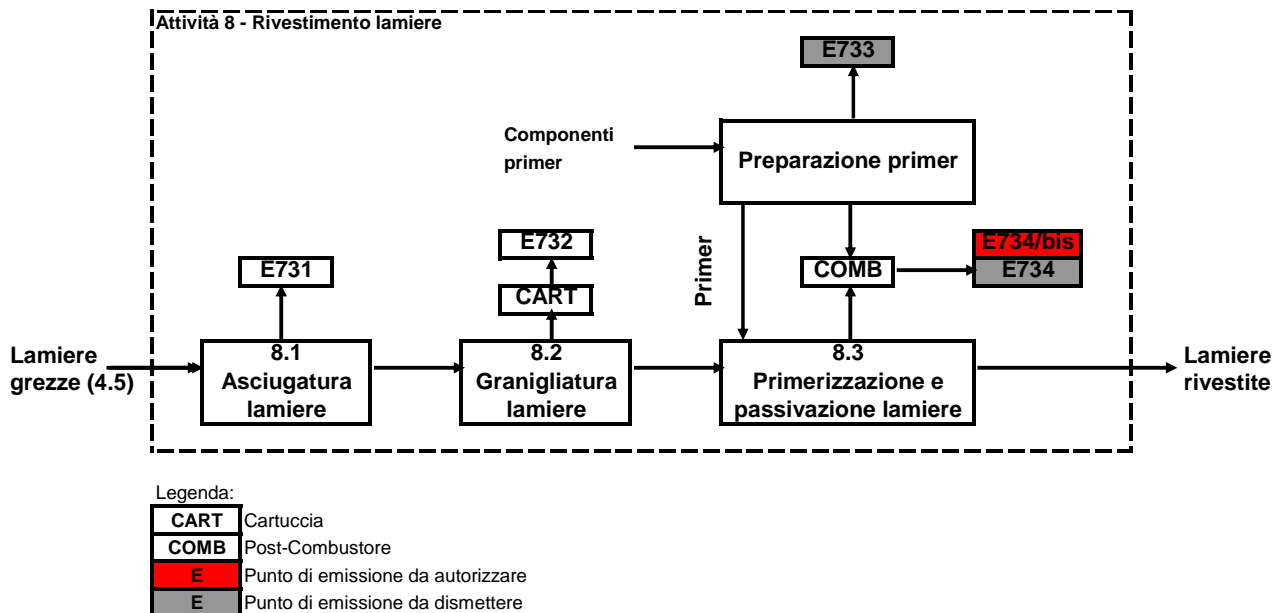 Attività 8 - Rivestimento lamiere
E733
Componenti
primer
Preparazione primer
E732
E731
CART
Primer
COMB
E734/bis
E734
Lamiere
grezze (4.5)
8.1
Asciugatura
lamiere
8.2
Granigliatura
lamiere
8.3
Primerizzazione e
passivazione lamiere
Lamiere
rivestite
Legenda:
CART Cartuccia
COMB Post-Combustore
E Punto di emissione da autorizzare
E Punto di emissione da dismettere